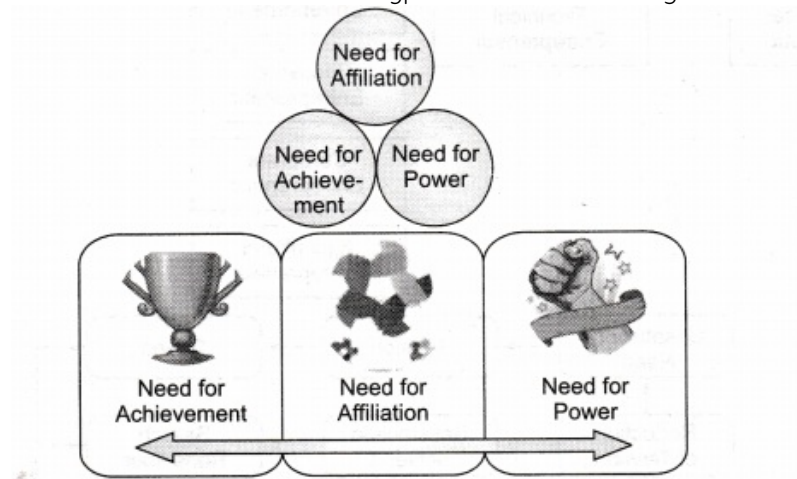 Need for
Affiliation
Need for
Achieve-
ment
Need for
Power
Need for
Achievement
Need for
Affiliation
Need for
Power